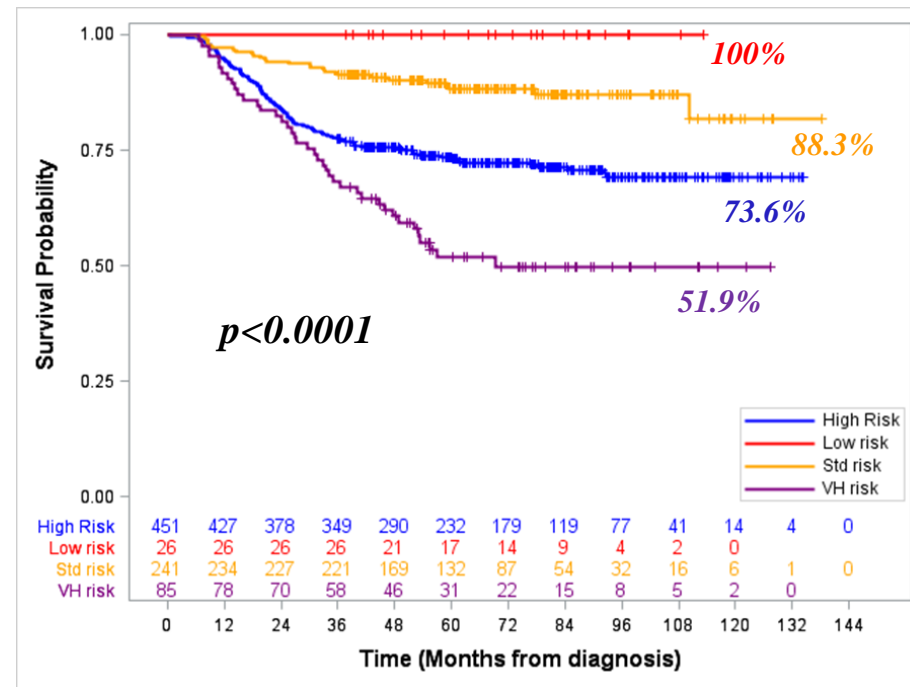 1.00
100%
88.3%
0.75
73.6%
0.50
51.9%
p<0.0001
Survival Probability
0.25
High Risk
Low risk
Std risk
VH risk
0.00
High Risk 451 427 378 349 290 232 179 119 77 41 14 4 0
Low risk 26 26 26 26 21 17 14 9 4 2 0
Std risk 241 234 227 221 169 132 87 54 32 16 6 1 0
VH risk 85 78 70 58 46 31 22 15 8 5 2 0
0 12 24 36 48 60 72 84 96 108 120 132 144
Time (Months from diagnosis)